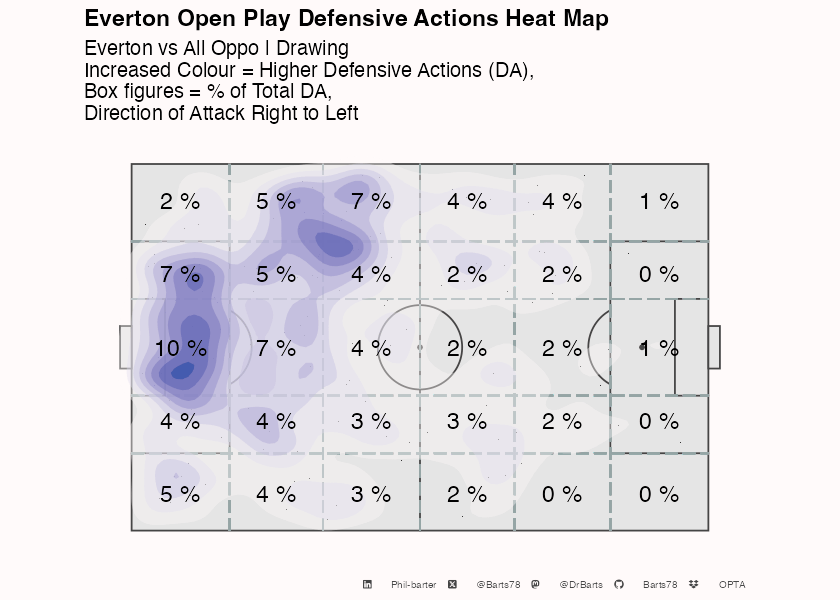 Everton Open Play Defensive Actions Heat Map
Everton vs All Oppo I Drawing
Increased Colour = Higher Defensive Actions (DA),
Box figures = % of Total DA,
Direction of Attack Right to Left
2 % 5 % 7 % 4 % 4 % 1 %
7 % 5 % 4 % 2 % 2 % 0 %
10 % 7 % 4 % 2 % 2 % 1 %
4 % 4 % 3 % 3 % 2 % 0 %
5 % 4 % 3 % 2 % 0 % 0 %
Phil-barter @Barts78 @DrBarts Barts78 OPTA